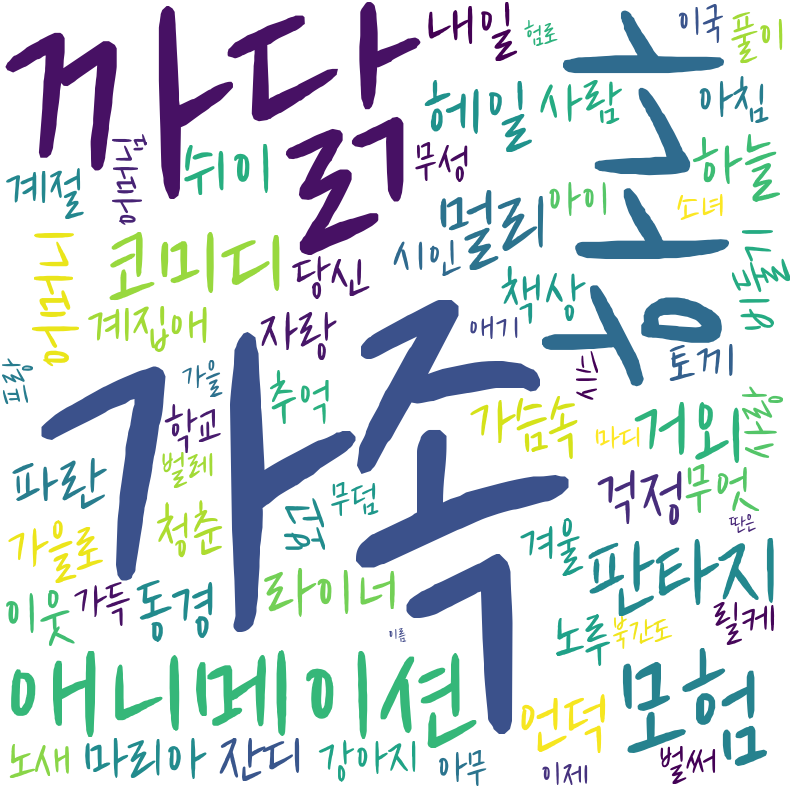 까닭
내일
험로
이국
풀이
헤일
사람
아침
쉬이
무성
하늘
계절
어머님
멀리
아이
소녀
코미디
당신
시인
어머니
책상
계집애
자랑
애기
토끼
가족
가을
추억
프랑
학교
가슴속
마디
거외
사랑
벌레
파란
무덤
걱정
무엇
딴은
청춘
가을로
겨울
판타지
이웃
가득
동경
라이너
릴케
노루
북간도
이름
애니메이션
모험
언덕
노새
마리아
잔디
강아지
아무
이제
벌써